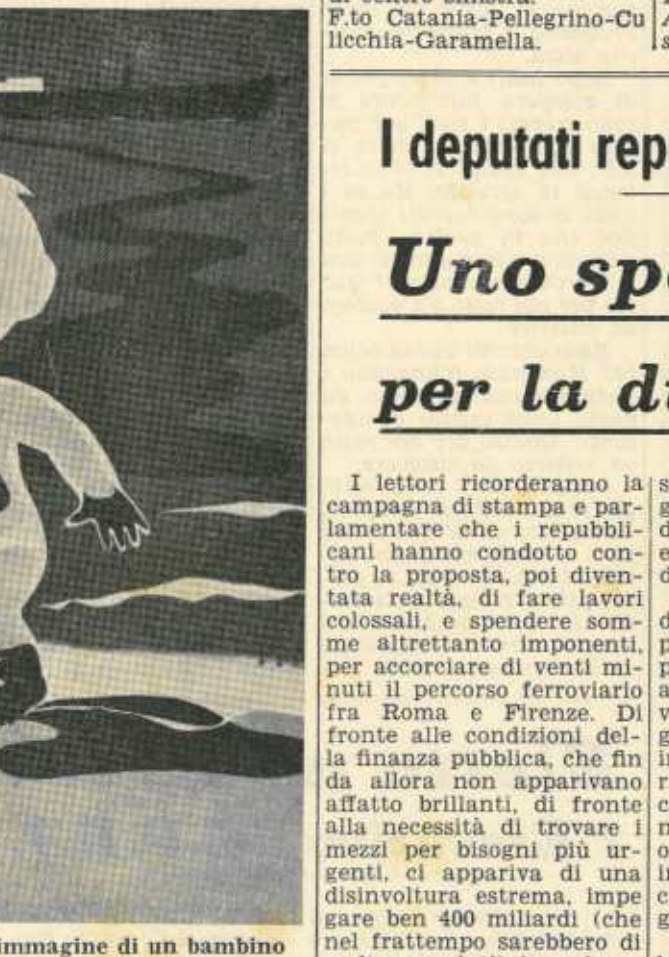 F.to Catania-Pellegrino-Cu
licchia-Garamella.
I deputati rep
Uno sp
per la d
I lettori ricorderanno la
campagna di stampa e par-
lamentare che i repubbli-
cani hanno condotto con-
tro la proposta, poi diven-
tata realtà, di fare lavori
colossali, e spendere som-
me altrettanto imponenti,
per accorciare di venti mi-
nuti il percorso ferroviario
fra Roma e Firenze. Di
fronte alle condizioni del-
la finanza pubblica, che fin
da allora non apparivano
affatto brillanti, di fronte
alla necessità di trovare i
mezzi per bisogni più ur-
genti, ci appariva di una
disinvoltura estrema, impe
gare ben 400 miliardi (che
nel frattempo sarebbero di
immagine di un bambino